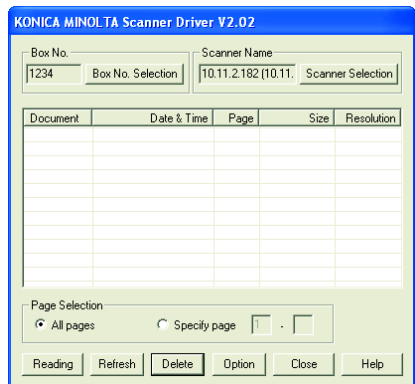 KONICA MINOLTA Scanner Driver V2.02
Box No. Scanner Name
1234 Box No. Selection 10.11.2.182 (10.11. Scanner Selection
Document Date & Time Page Size Resolution
Page Selection
All pages Specify page 1 -
Reading Refresh Delete Option Close Help